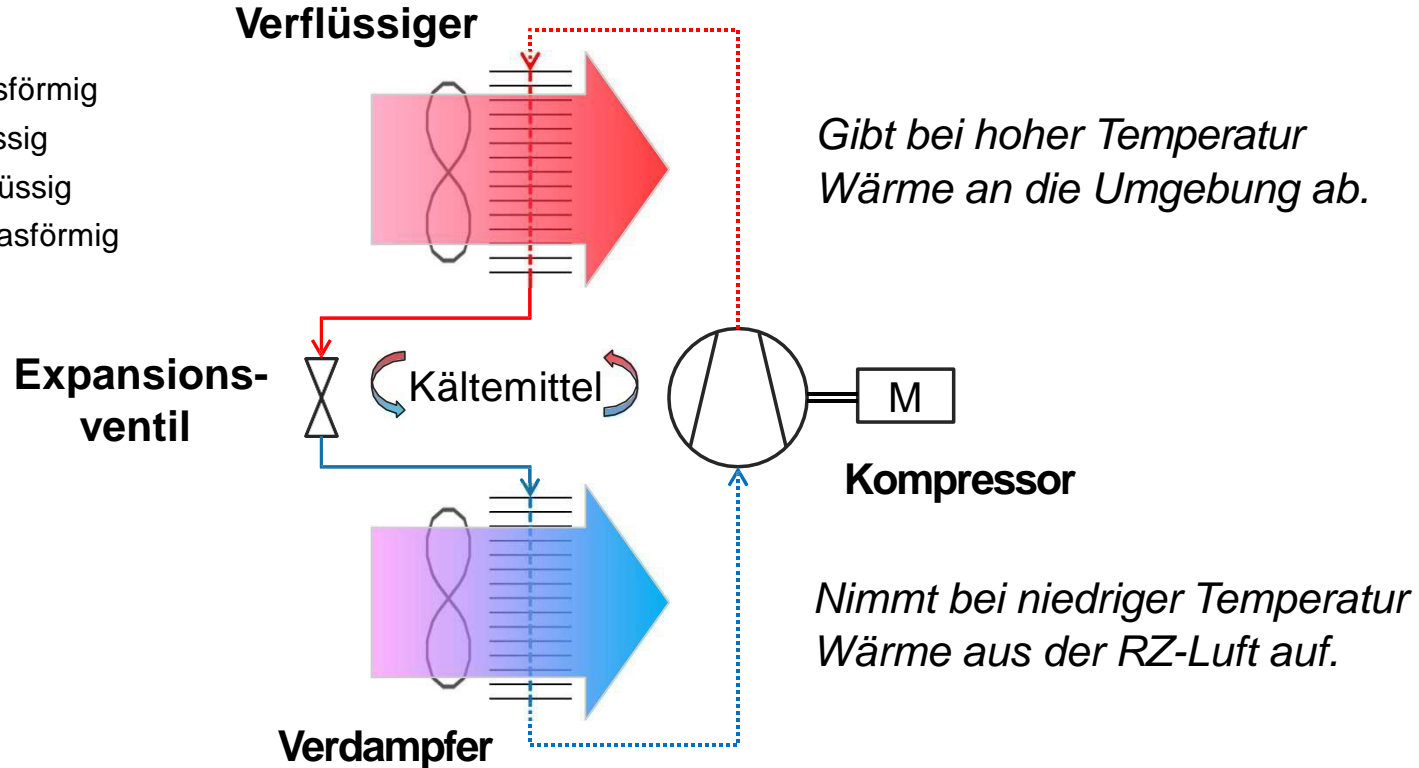 Verflüssiger
sförmig
ssig
üssig
asförmig
Gibt bei hoher Temperatur
Wärme an die Umgebung ab.
Expansions-
ventil
Kältemittel
M
Kompressor
Nimmt bei niedriger Temperatur
Wärme aus der RZ-Luft auf.
Verdampfer